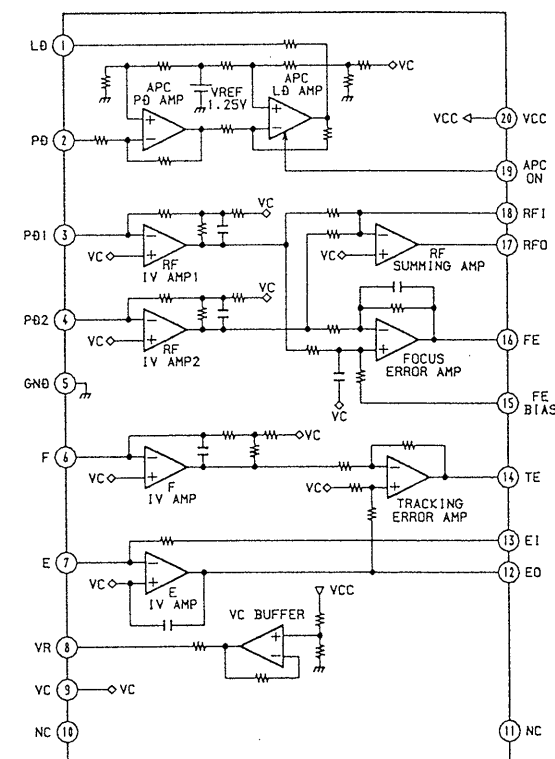 LD 1
APC PD AMP
VREF 1.25V
APC LD AMP
VC
VCC
20 VCC
PD 2
19 APC ON
VC
18 RFI
PD1 3
17 RFO
VC
RF IV AMP1
VC
RF SUMMING AMP
VC
PD2 4
VC
RF IV AMP2
16 FE
FOCUS ERROR AMP
GND 5
VC
15 FE BIAS
VC
F 6
VC
F IV AMP
VC
14 TE
TRACKING ERROR AMP
13 EI
E 7
VC
12 EO
E IV AMP
VCC
VC BUFFER
VR 8
VC 9
VC
NC 10
11 NC